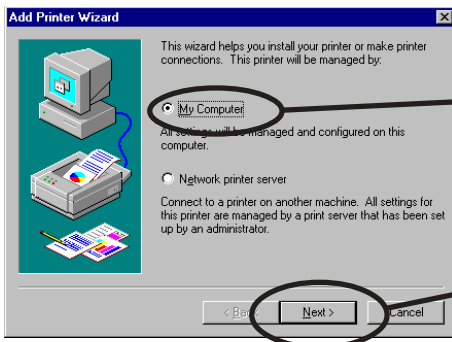 Add Printer Wizard
This wizard helps you install your printer or make printer
connections. This printer will be managed by:
My Computer
All settings will be managed and configured on this
computer.
Network printer server
Connect to a printer on another machine. All settings for
this printer are managed by a print server that has been set
up by an administrator.
< Back
Next >
Cancel